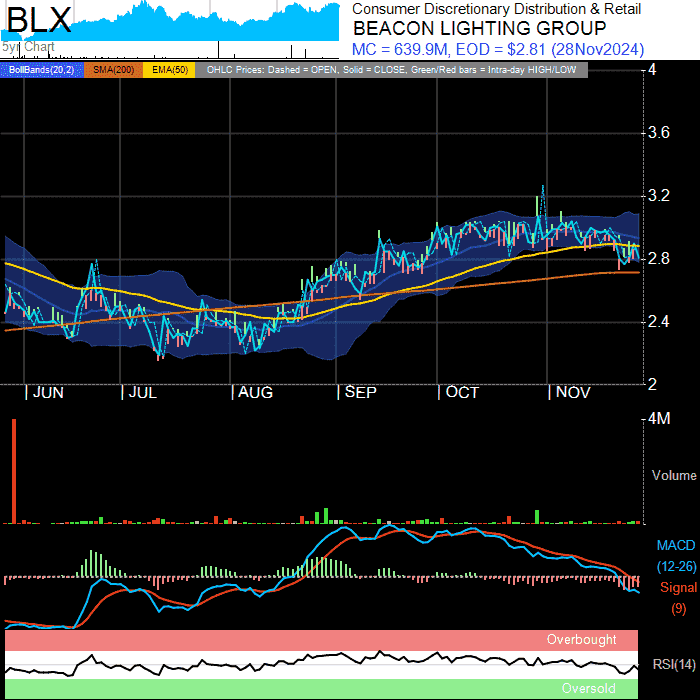 BLX
5yr Chart
Consumer Discretionary Distribution & Retail
BEACON LIGHTING GROUP
MC = 639.9M, EOD = $2.81 (28Nov2024)
BollBands(20,2) SMA(200) EMA(50) OHLC Prices: Dashed = OPEN, Solid = CLOSE, Green/Red bars = Intra-day HIGH/LOW
4
3.6
3.2
2.8
2.4
2
JUN JUL AUG SEP OCT NOV
4M
Volume
MACD
(12-26)
Signal
(9)
Overbought
RSI(14)
Oversold